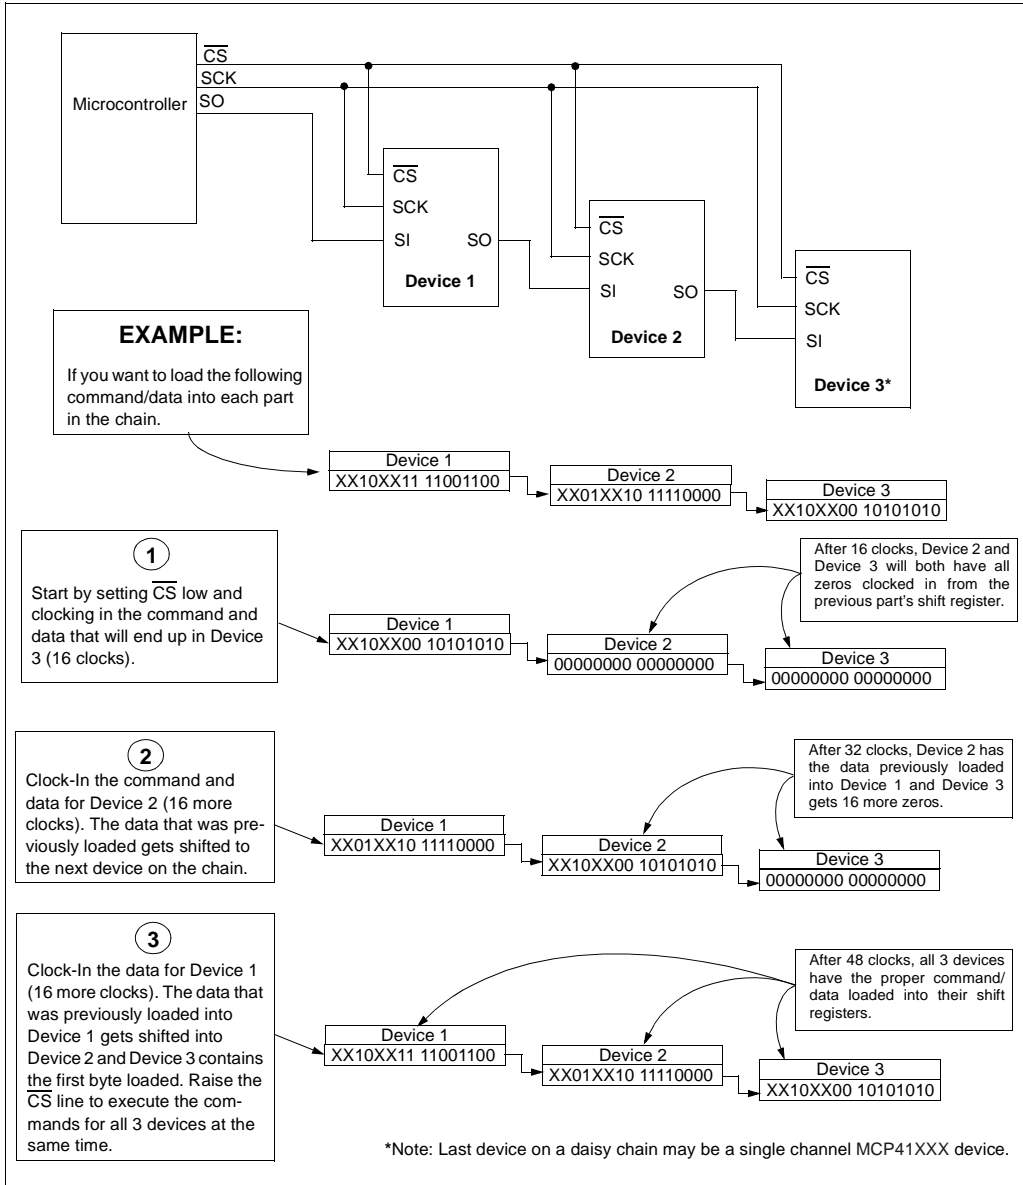 CS
SCK
Microcontroller
SO
CS
SCK
SI SO
Device 1
CS
SCK
SI SO
Device 2
CS
SCK
SI
Device 3*
EXAMPLE:
If you want to load the following
command/data into each part
in the chain.
Device 1
XX10XX11 11001100
Device 2
XX01XX10 11110000
Device 3
XX10XX00 10101010
1
Start by setting CS low and
clocking in the command and
data that will end up in Device
3 (16 clocks).
After 16 clocks, Device 2 and
Device 3 will both have all
zeros clocked in from the
previous part's shift register.
Device 1
XX10XX00 10101010
Device 2
00000000 00000000
Device 3
00000000 00000000
2
Clock-In the command and
data for Device 2 (16 more
clocks). The data that was pre-
viously loaded gets shifted to
the next device on the chain.
After 32 clocks, Device 2 has
the data previously loaded
into Device 1 and Device 3
gets 16 more zeros.
Device 1
XX01XX10 11110000
Device 2
XX10XX00 10101010
Device 3
00000000 00000000
3
Clock-In the data for Device 1
(16 more clocks). The data that
was previously loaded into
Device 1 gets shifted into
Device 2 and Device 3 contains
the first byte loaded. Raise the
CS line to execute the com-
mands for all 3 devices at the
same time.
After 48 clocks, all 3 devices
have the proper command/
data loaded into their shift
registers.
Device 1
XX10XX11 11001100
Device 2
XX01XX10 11110000
Device 3
XX10XX00 10101010
*Note: Last device on a daisy chain may be a single channel MCP41XXX device.